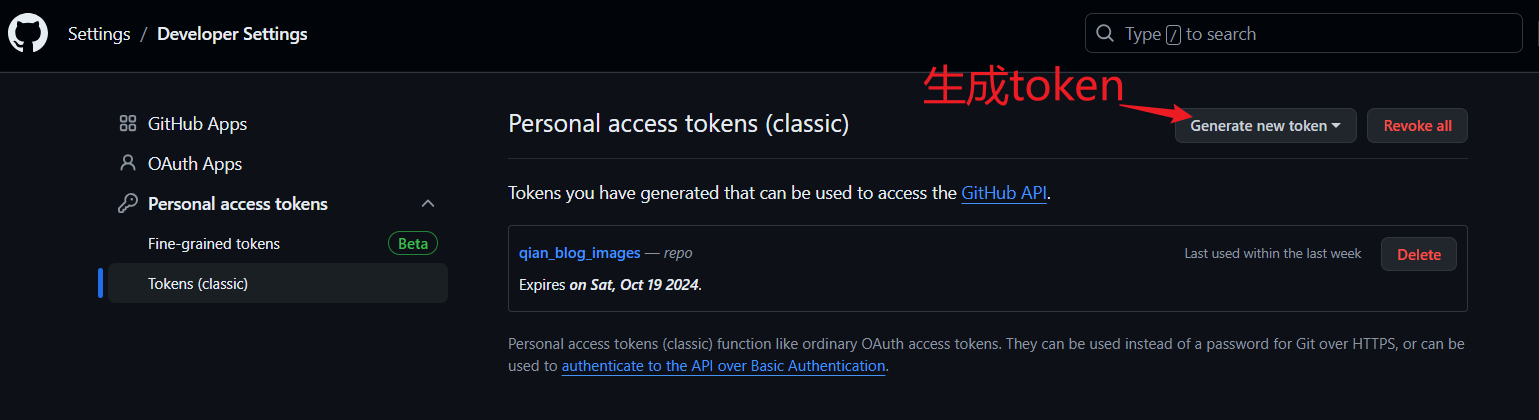 Settings / Developer Settings
Type / to search
生成token
GitHub Apps
OAuth Apps
Personal access tokens
Fine-grained tokens Beta
Tokens (classic)
Personal access tokens (classic)
Generate new token
Revoke all
Tokens you have generated that can be used to access the GitHub API.
qian_blog_images — repo
Last used within the last week
Delete
Expires on Sat, Oct 19 2024.
Personal access tokens (classic) function like ordinary OAuth access tokens. They can be used instead of a password for Git over HTTPS, or can be
used to authenticate to the API over Basic Authentication.